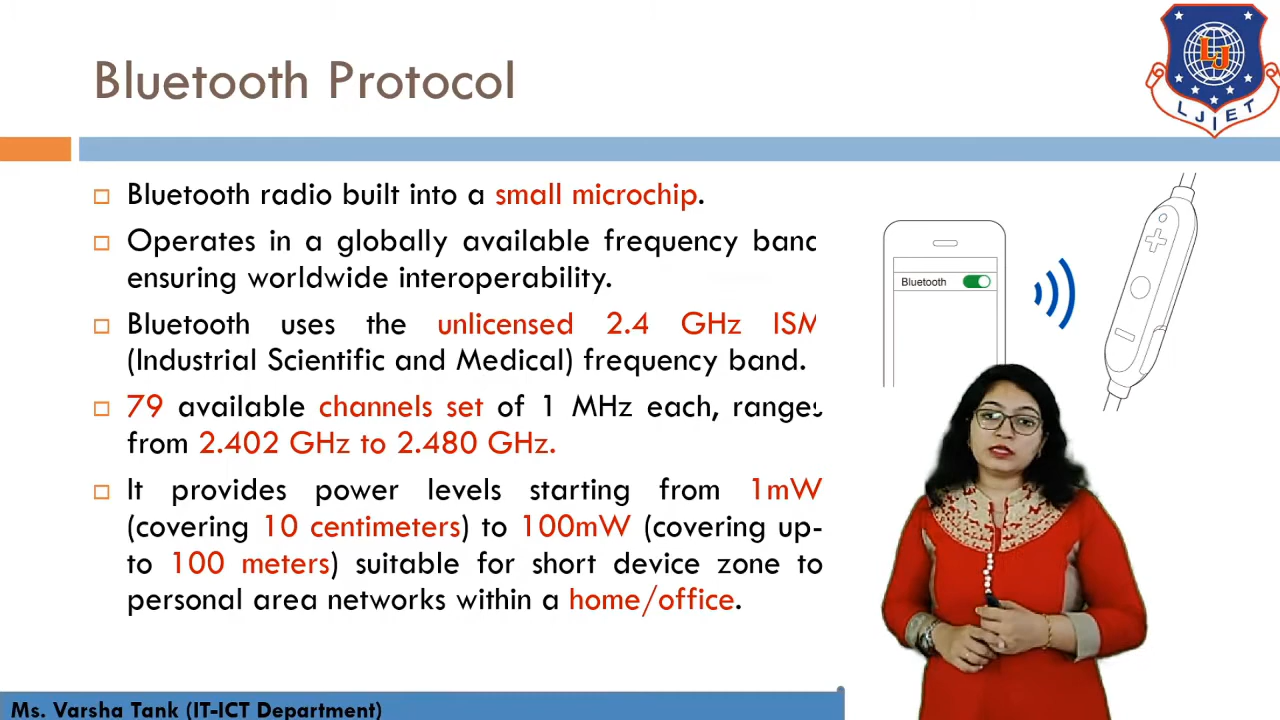 Bluetooth Protocol
LJ
LJIET
Bluetooth radio built into a small microchip.
Operates in a globally available frequency band
ensuring worldwide interoperability.
Bluetooth uses the unlicensed 2.4 GHz ISM
(Industrial Scientific and Medical) frequency band.
79 available channels set of 1 MHz each, ranges
from 2.402 GHz to 2.480 GHz.
It provides power levels starting from 1mW
(covering 10 centimeters) to 100mW (covering up-
to 100 meters) suitable for short device zone to
personal area networks within a home/office.
Bluetooth
Ms. Varsha Tank (IT-ICT Department)